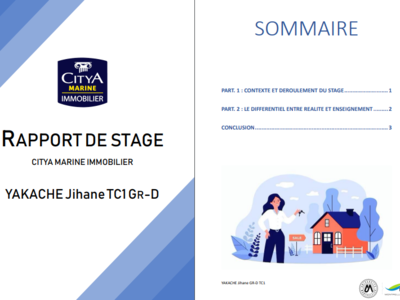 CITYA
MARINE
IMMOBILIER
RAPPORT DE STAGE
CITYA MARINE IMMOBILIER
YAKACHE Jihane TC1 GR-D
SOMMAIRE
PART. 1 : CONTEXTE ET DEROULEMENT DU STAGE.....................1
PART. 2 : LE DIFFERENTIEL ENTRE REALITE ET ENSEIGNEMENT..........2
CONCLUSION.....................................................................3
YAKACHE Jihane GR-D TC1